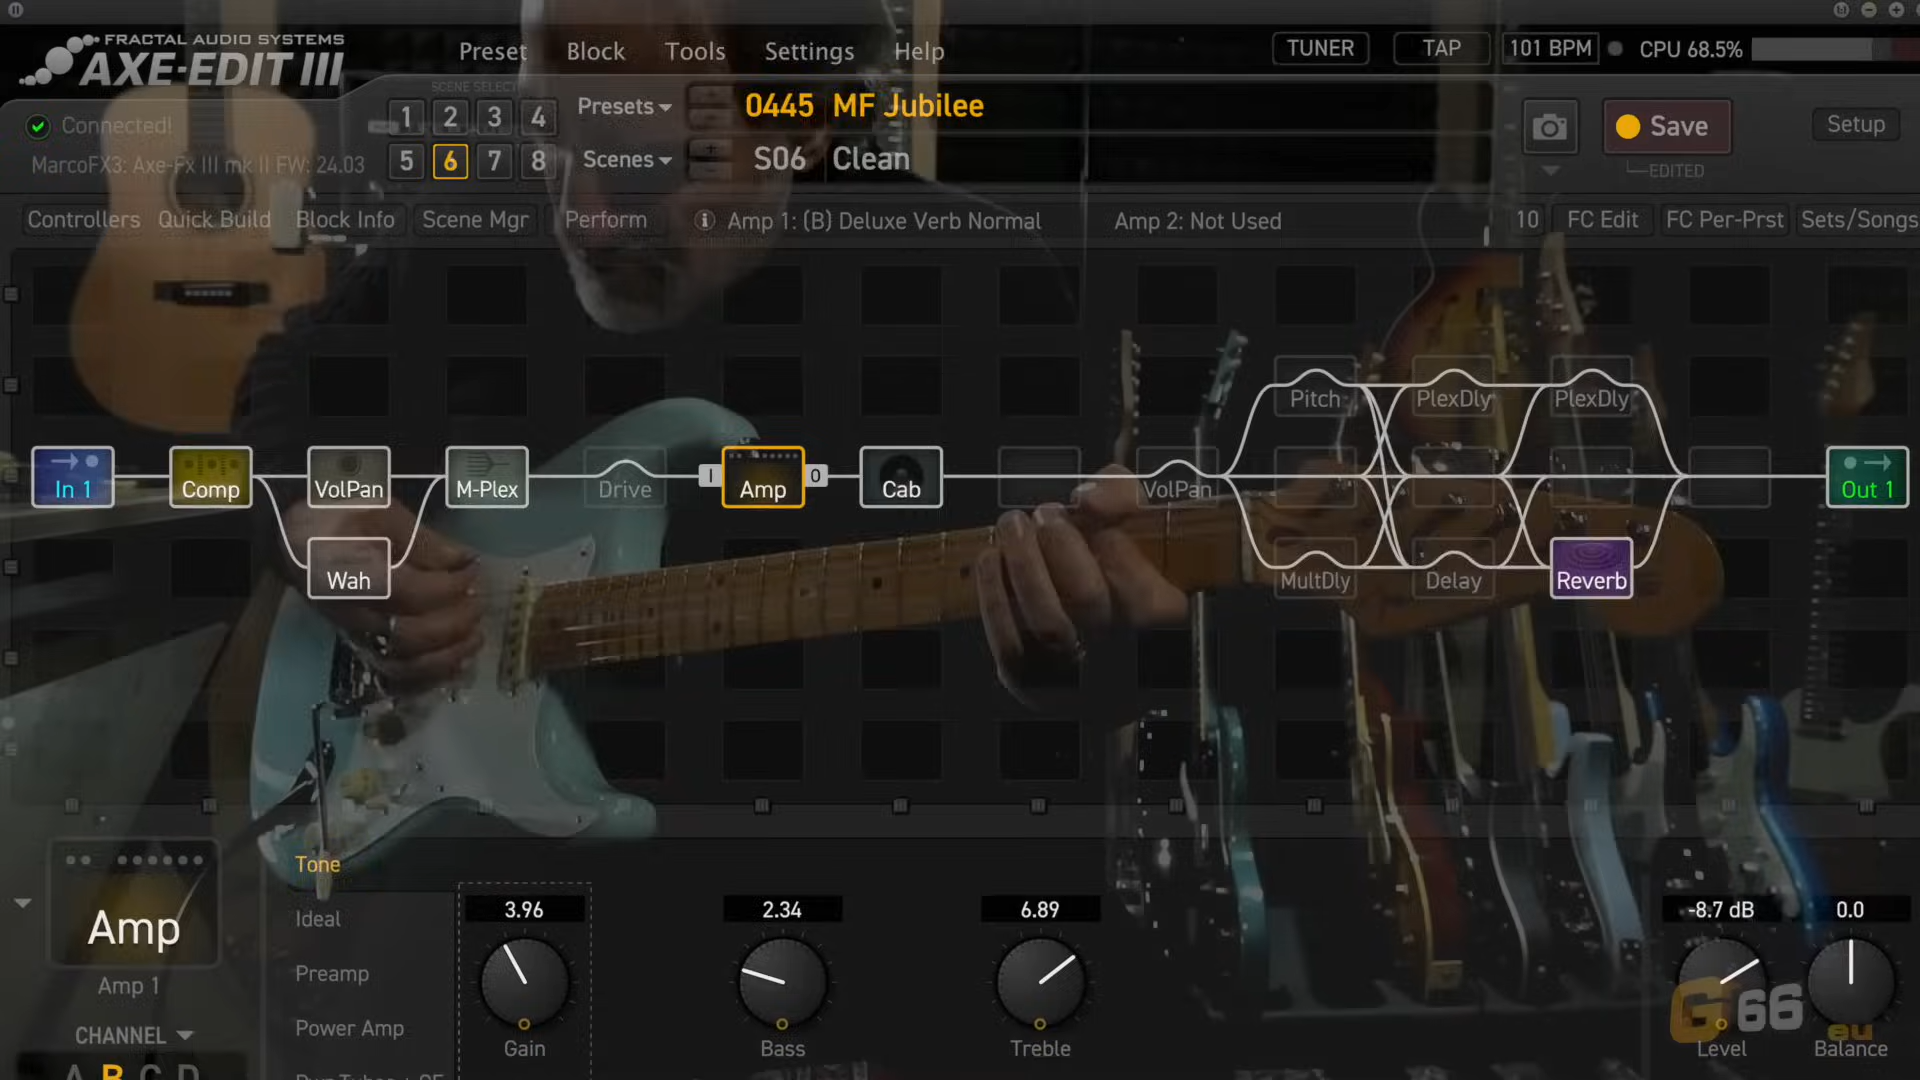 FRACTAL AUDIO SYSTEMS
AXE-EDIT III
Preset Block Tools Settings Help
TUNER TAP 101 BPM CPU 68.5%
SCENE SELECT
1 2 3 4
5 6 7 8
Presets 0445 MF Jubilee
Scenes S06 Clean
Save
EDITED
Setup
Connected!
MarcoFX3: Axe-Fx III mk II FW: 24.03
Controllers Quick Build Block Info Scene Mgr Perform
Amp 1: (B) Deluxe Verb Normal Amp 2: Not Used
10 FC Edit FC Per-Prst Sets/Songs
Pitch PlexDly PlexDly
In 1 Comp VolPan M-Plex Drive I Amp O Cab VolPan Out 1
Wah MultDly Delay Reverb
Amp
Amp 1
CHANNEL
A B C D
Tone
Ideal
Preamp
Power Amp
3.96 2.34 6.89 -8.7 dB 0.0
Gain Bass Treble Level Balance
G66
eu